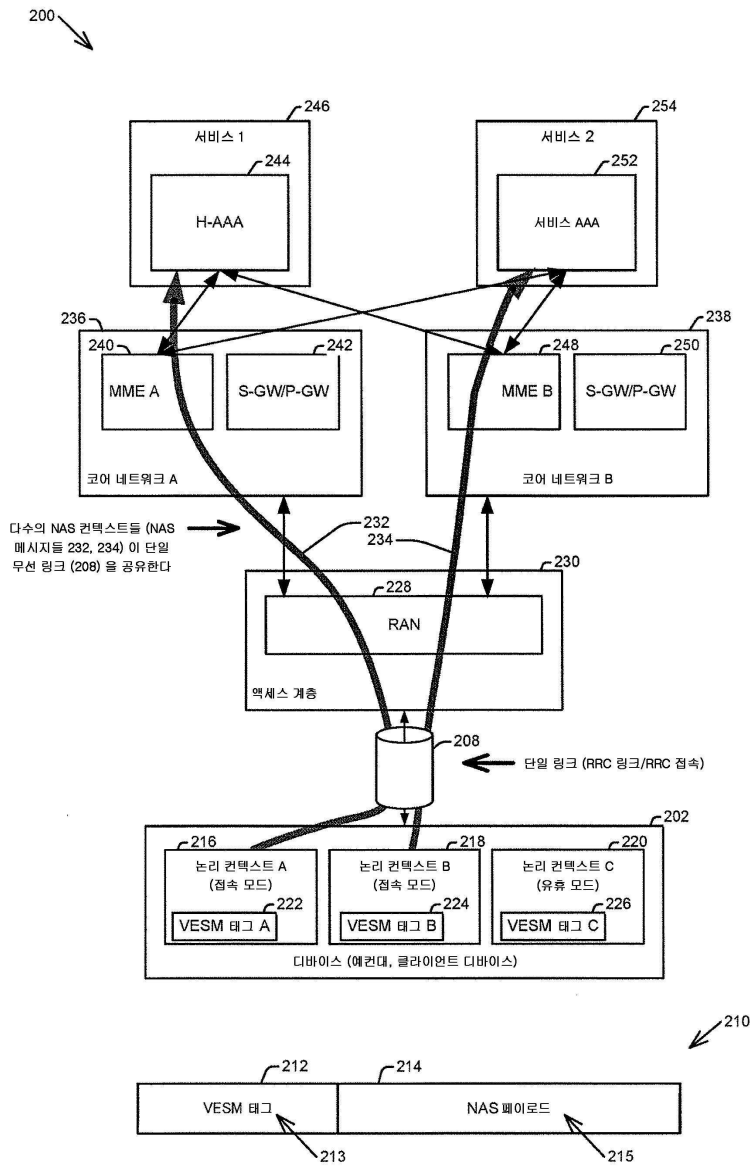 200
246
서비스 1
244
H-AAA
254
서비스 2
252
서비스 AAA
236
240
MME A
242
S-GW/P-GW
코어 네트워크 A
238
248
MME B
250
S-GW/P-GW
코어 네트워크 B
다수의 NAS 컨텍스트들 (NAS
메시지들 232, 234) 이 단일
무선 링크 (208) 을 공유한다
232
234
230
228
RAN
액세스 계층
208
단일 링크 (RRC 링크/RRC 접속)
202
216
논리 컨텍스트 A
(접속 모드)
222
VESM 태그 A
218
논리 컨텍스트 B
(접속 모드)
224
VESM 태그 B
220
논리 컨텍스트 C
(유휴 모드)
226
VESM 태그 C
디바이스 (예컨대, 클라이언트 디바이스)
210
212
214
VESM 태그
NAS 페이로드
213
215